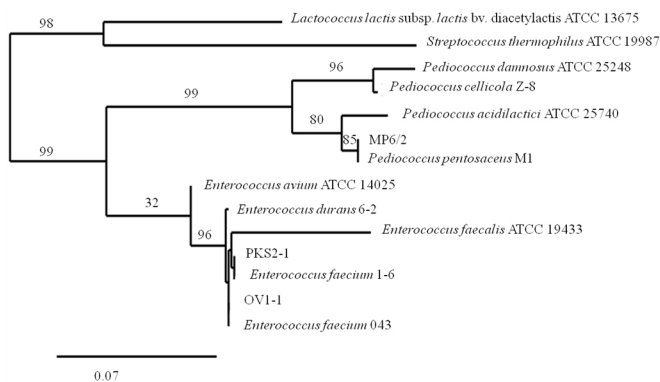 98
Lactococcus lactis subsp. lactis bv. diacetylactis ATCC 13675
Streptococcus thermophilus ATCC 19987
96
Pediococcus damnosus ATCC 25248
Pediococcus cellicola Z-8
99
80
Pediococcus acidilactici ATCC 25740
85
MP6/2
Pediococcus pentosaceus M1
99
Enterococcus avium ATCC 14025
32
Enterococcus durans 6-2
96
Enterococcus faecalis ATCC 19433
PKS2-1
Enterococcus faecium 1-6
OV1-1
Enterococcus faecium 043
0.07